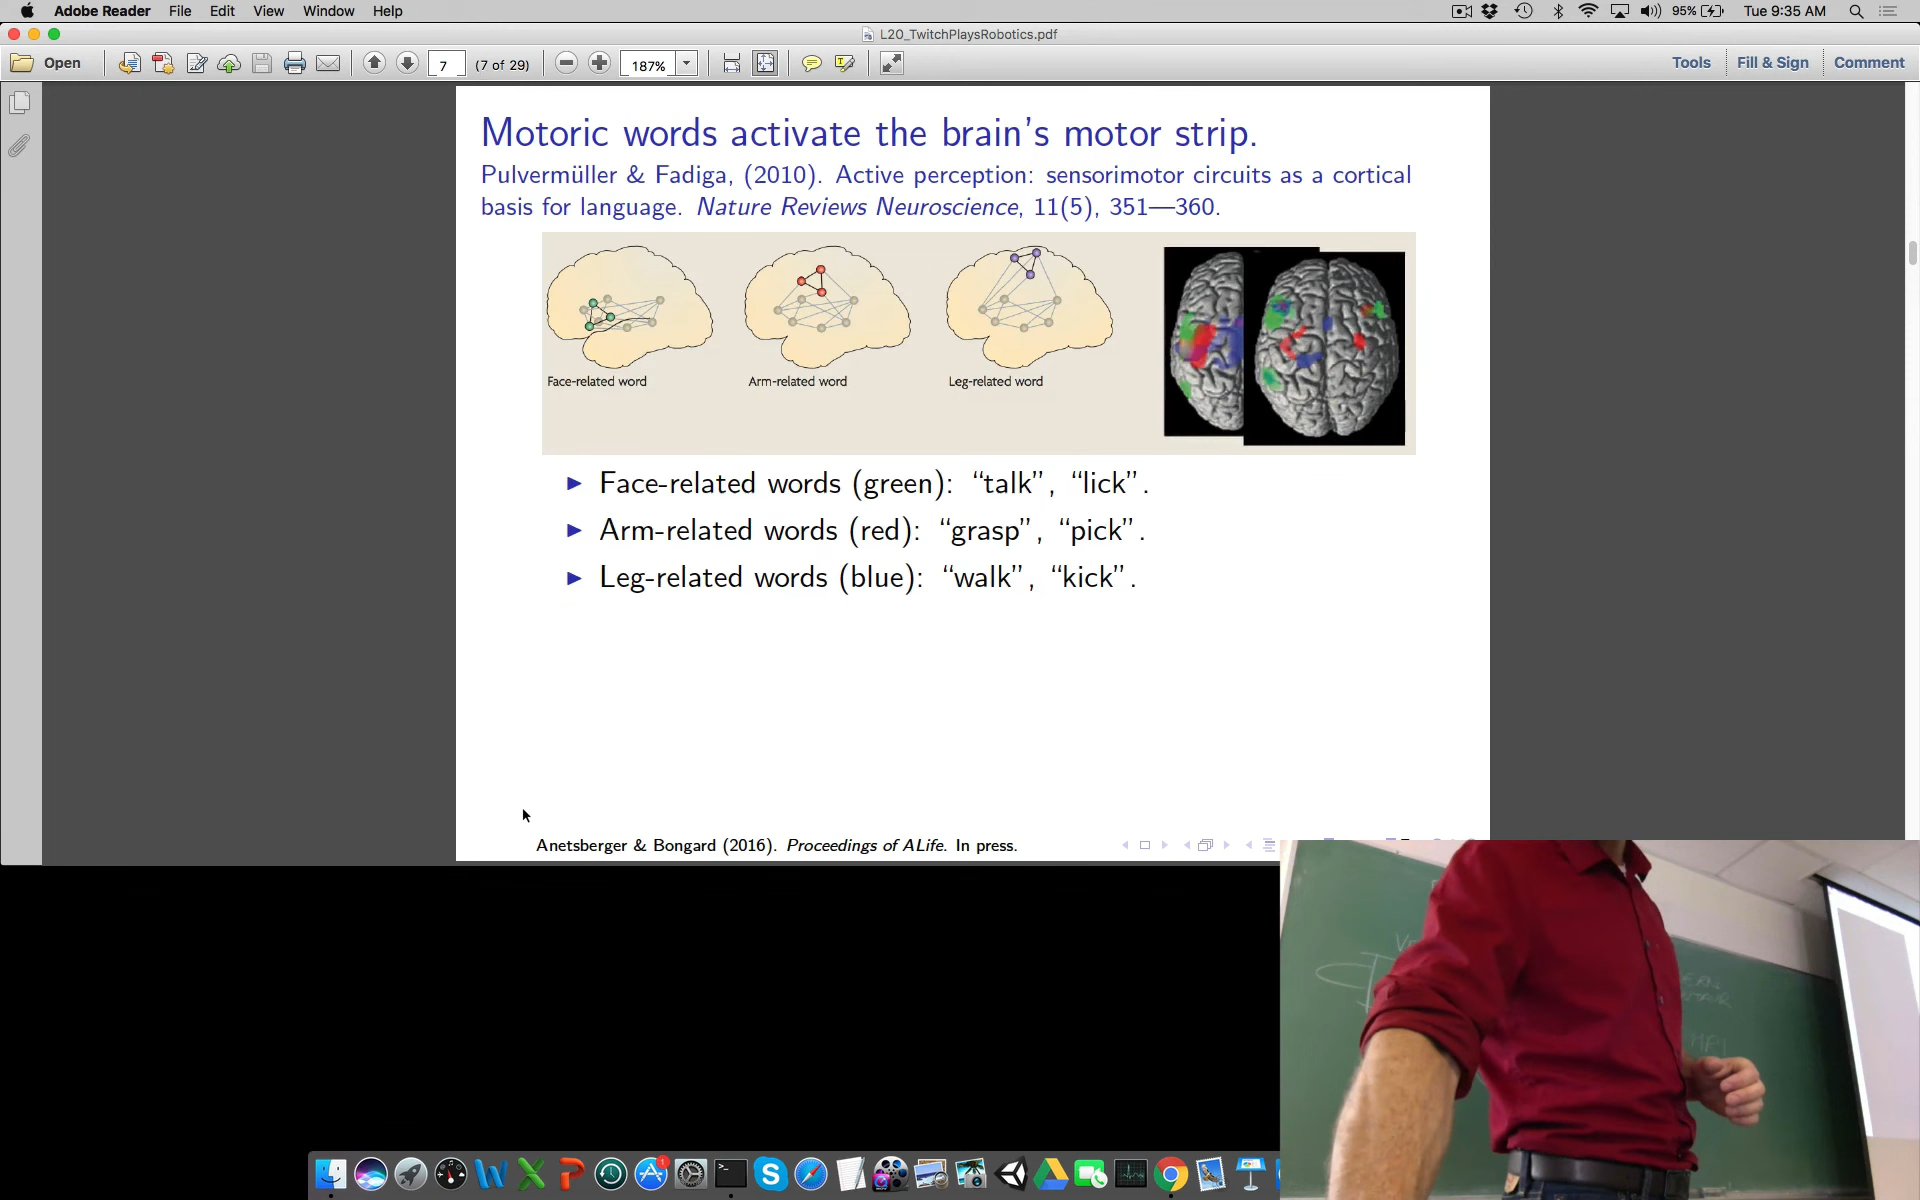 Adobe Reader File Edit View Window Help 95% Tue 9:35 AM
L20_TwitchPlaysRobotics.pdf
Open 7 (7 of 29) 187% Tools Fill & Sign Comment
Motoric words activate the brain's motor strip.
Pulvermüller & Fadiga, (2010). Active perception: sensorimotor circuits as a cortical
basis for language. Nature Reviews Neuroscience, 11(5), 351—360.
Face-related word Arm-related word Leg-related word
▶ Face-related words (green): “talk”, “lick”.
▶ Arm-related words (red): “grasp”, “pick”.
▶ Leg-related words (blue): “walk”, “kick”.
Anetsberger & Bongard (2016). Proceedings of ALife. In press.